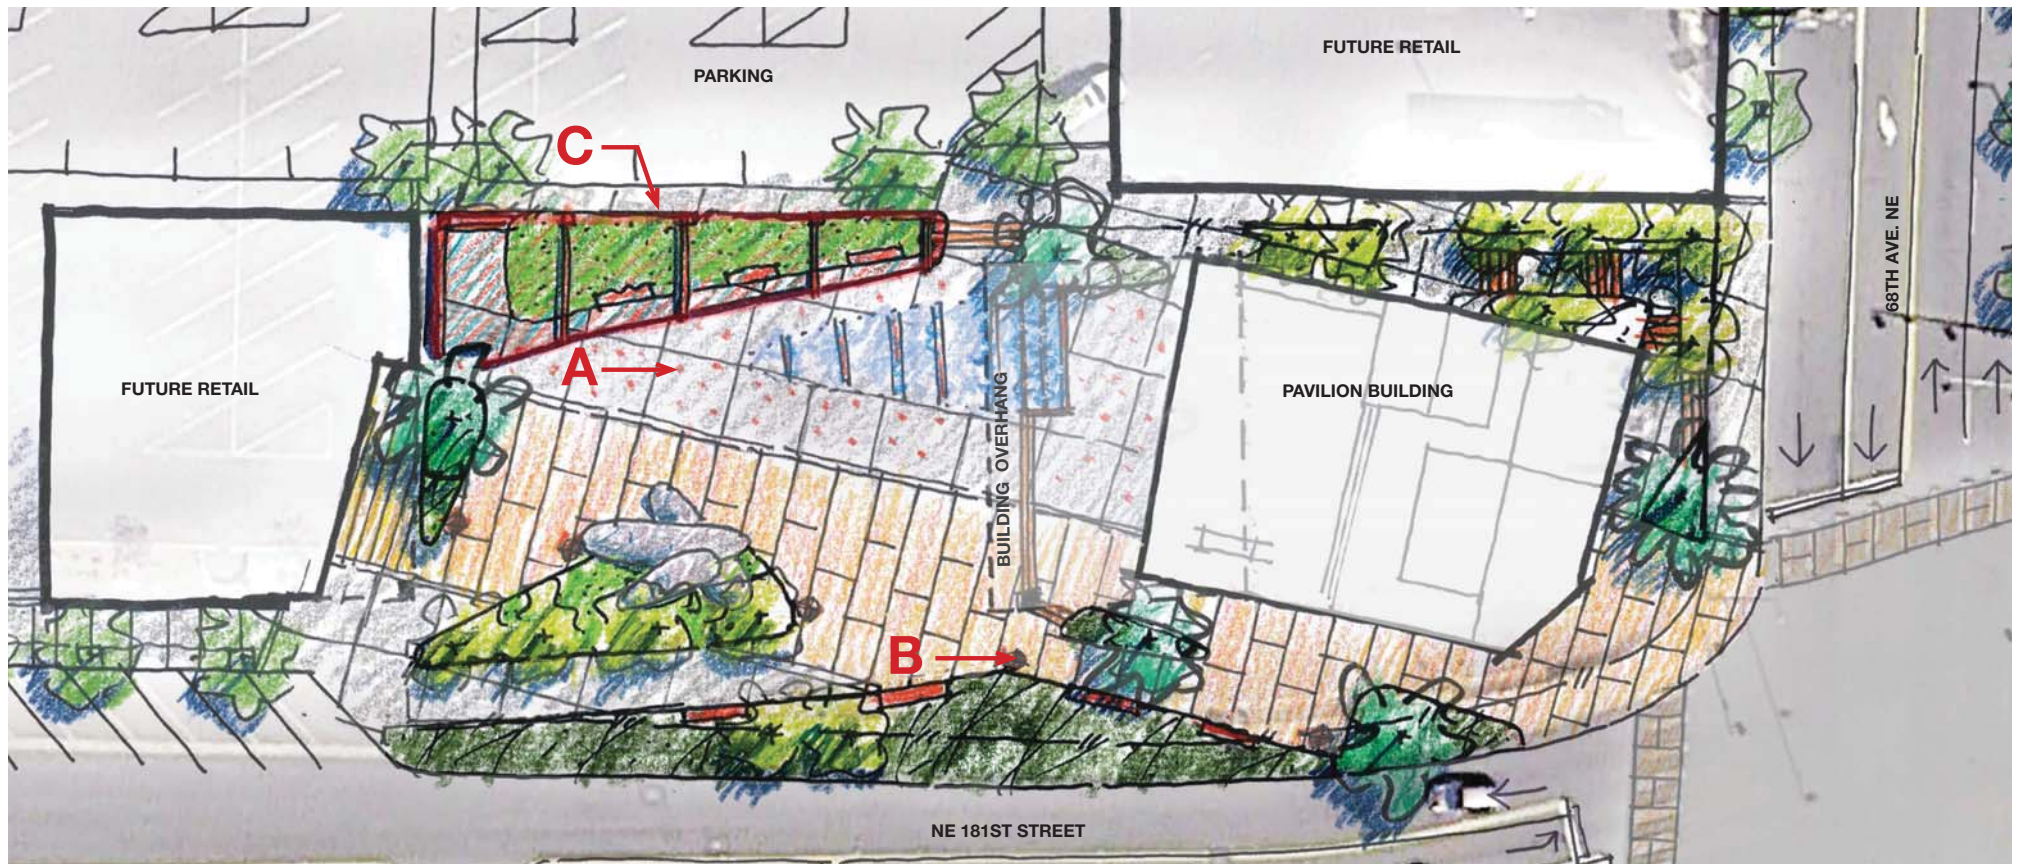 FUTURE RETAIL
PARKING
C
68TH AVE. NE
A
FUTURE RETAIL
PAVILION BUILDING
BUILDING OVERHANG
B
NE 181ST STREET